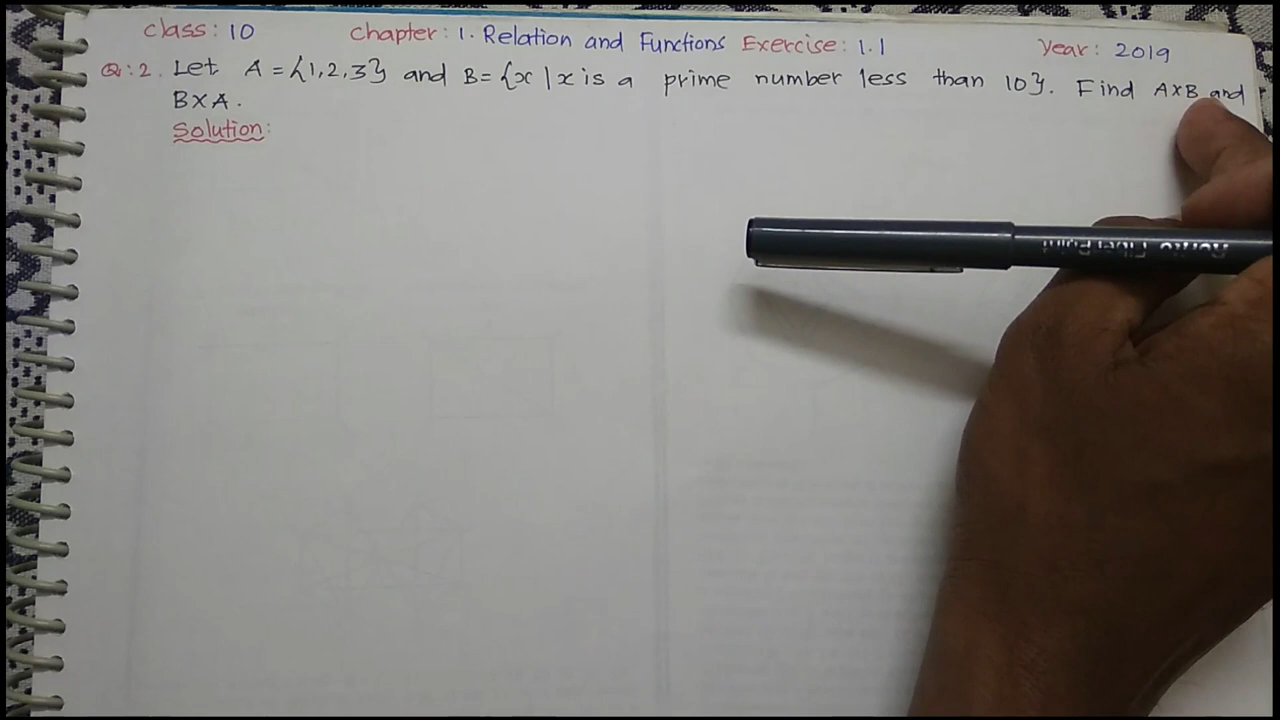 Class: 10 Chapter: 1. Relation and Functions Exercise: 1.1 Year: 2019
Q: 2. Let A = {1, 2, 3} and B = {x | x is a prime number less than 10}. Find A×B and
B×A.
Solution: